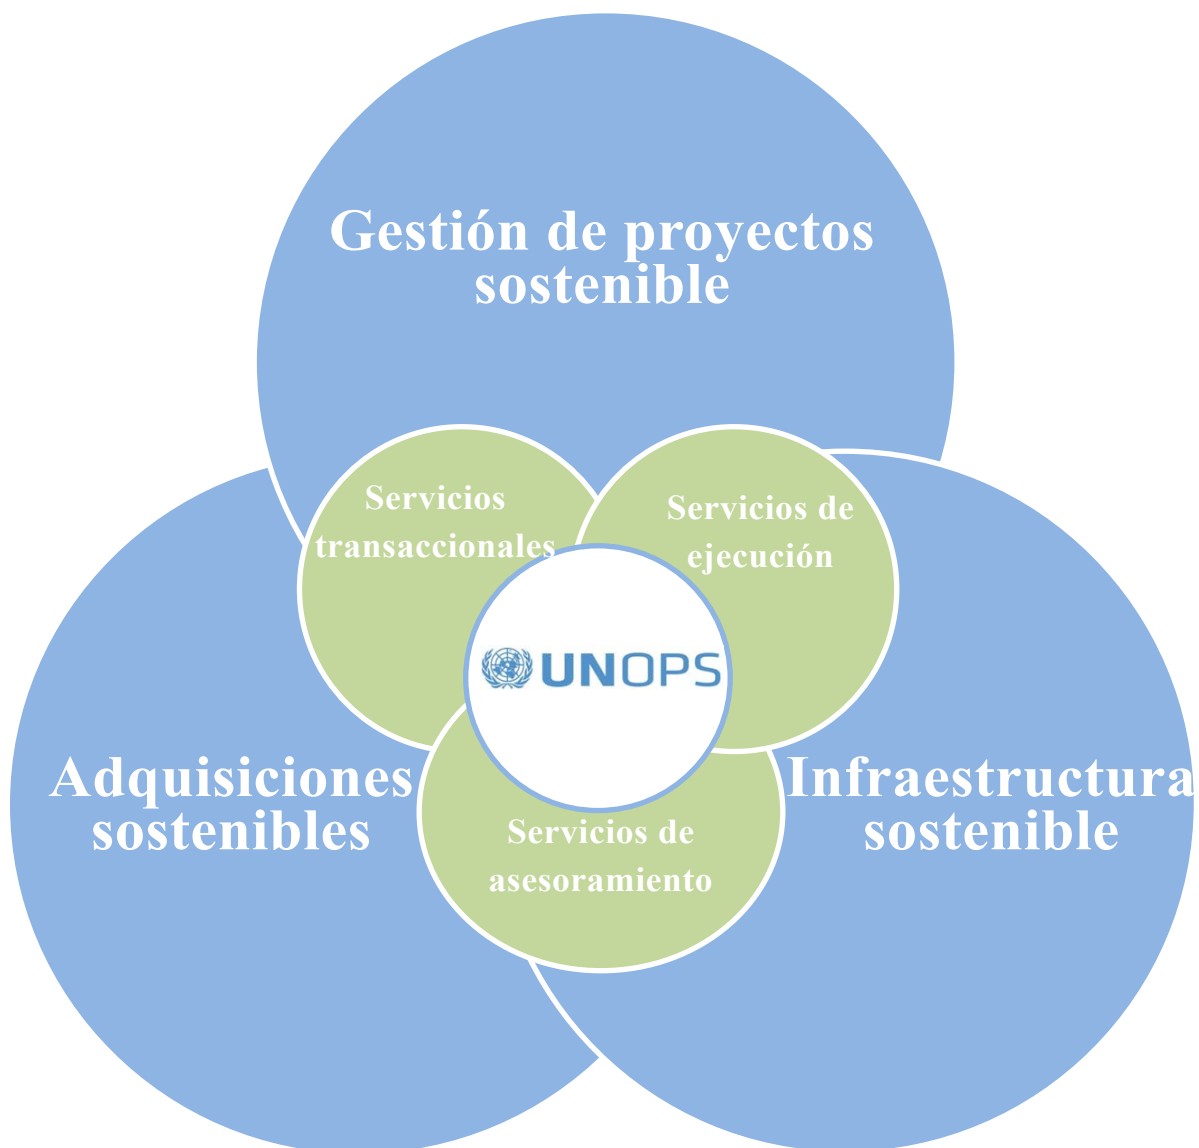 Gestión de proyectos
sostenible
Servicios
transaccionales
Servicios de
ejecución
UNOPS
Adquisiciones
sostenibles
Infraestructura
sostenible
Servicios de
asesoramiento